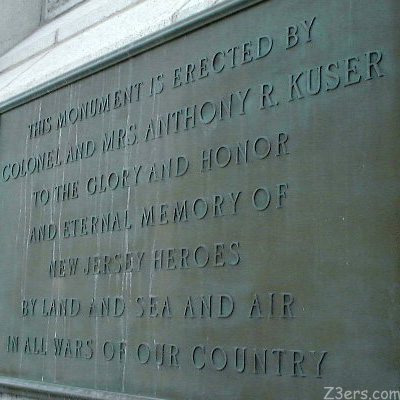 THIS MONUMENT IS ERECTED BY
COLONEL AND MRS. ANTHONY R. KUSER
TO THE GLORY AND HONOR
AND ETERNAL MEMORY OF
NEW JERSEY HEROES
BY LAND AND SEA AND AIR
IN ALL WARS OF OUR COUNTRY
Z3ers.com